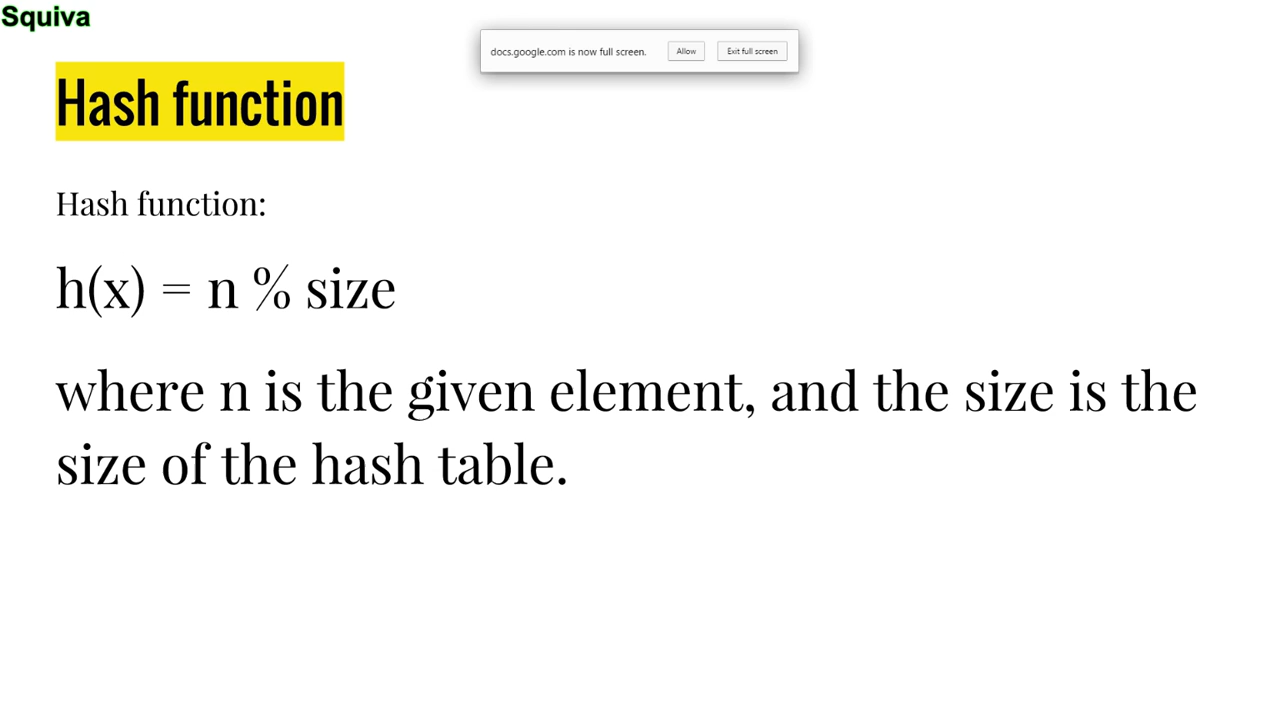 Squiva
docs.google.com is now full screen. Allow Exit full screen
Hash function
Hash function:
h(x) = n % size
where n is the given element, and the size is the
size of the hash table.